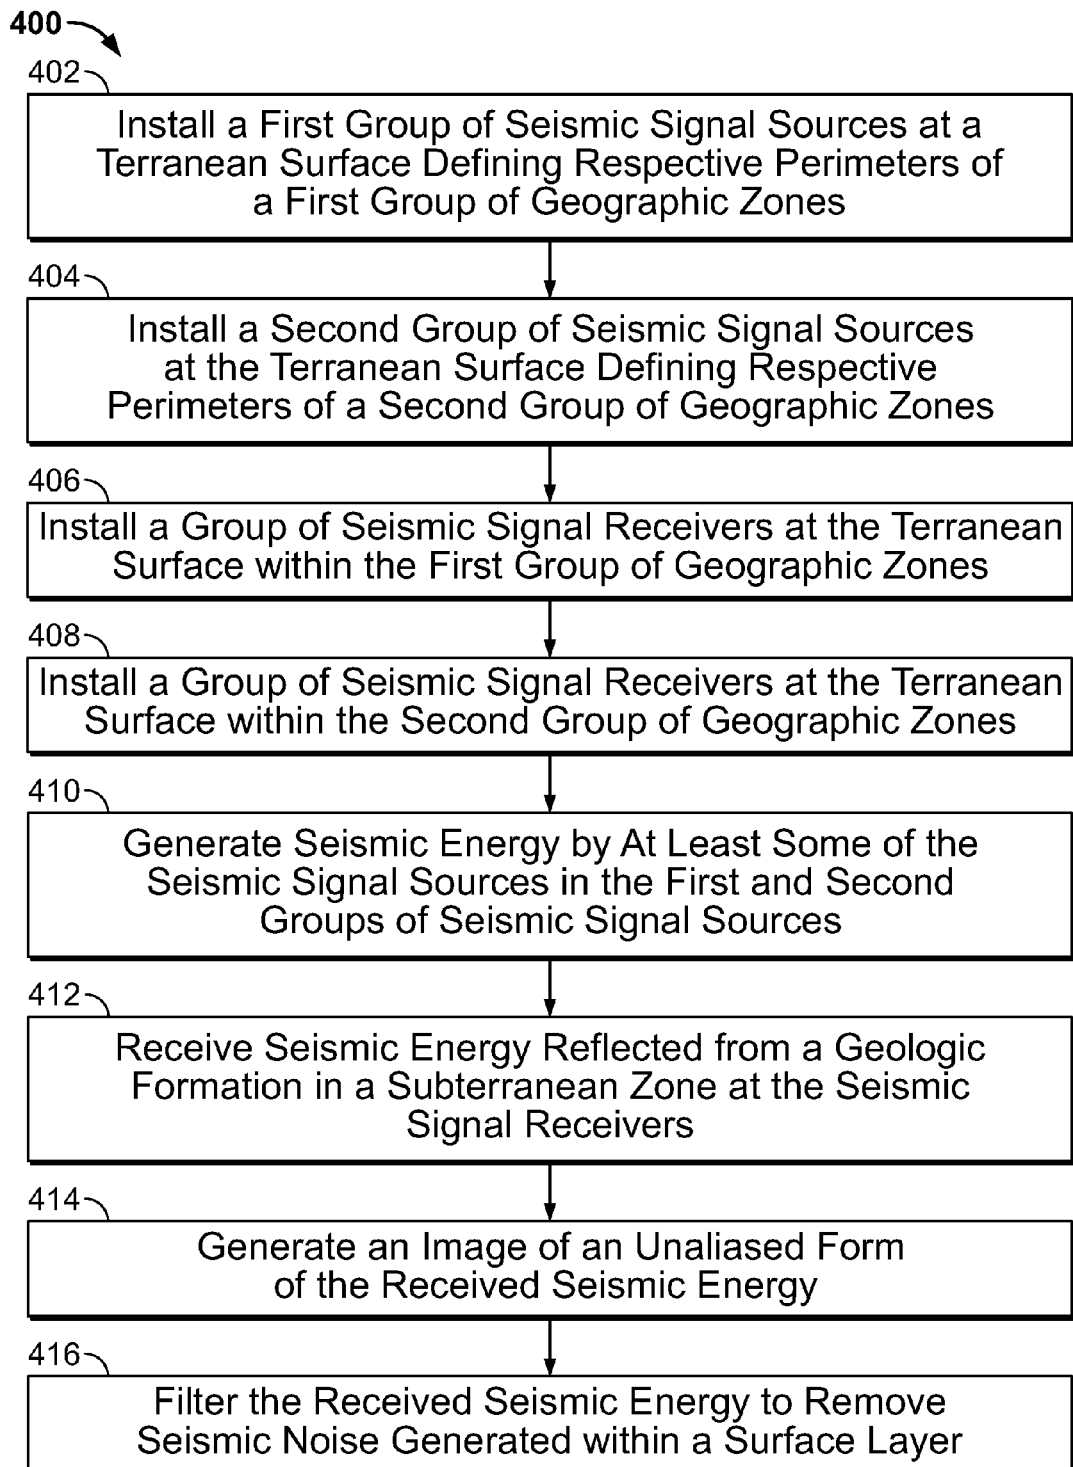 400
402
Install a First Group of Seismic Signal Sources at a
Terranean Surface Defining Respective Perimeters of
a First Group of Geographic Zones
404
Install a Second Group of Seismic Signal Sources
at the Terranean Surface Defining Respective
Perimeters of a Second Group of Geographic Zones
406
Install a Group of Seismic Signal Receivers at the Terranean
Surface within the First Group of Geographic Zones
408
Install a Group of Seismic Signal Receivers at the Terranean
Surface within the Second Group of Geographic Zones
410
Generate Seismic Energy by At Least Some of the
Seismic Signal Sources in the First and Second
Groups of Seismic Signal Sources
412
Receive Seismic Energy Reflected from a Geologic
Formation in a Subterranean Zone at the Seismic
Signal Receivers
414
Generate an Image of an Unaliased Form
of the Received Seismic Energy
416
Filter the Received Seismic Energy to Remove
Seismic Noise Generated within a Surface Layer